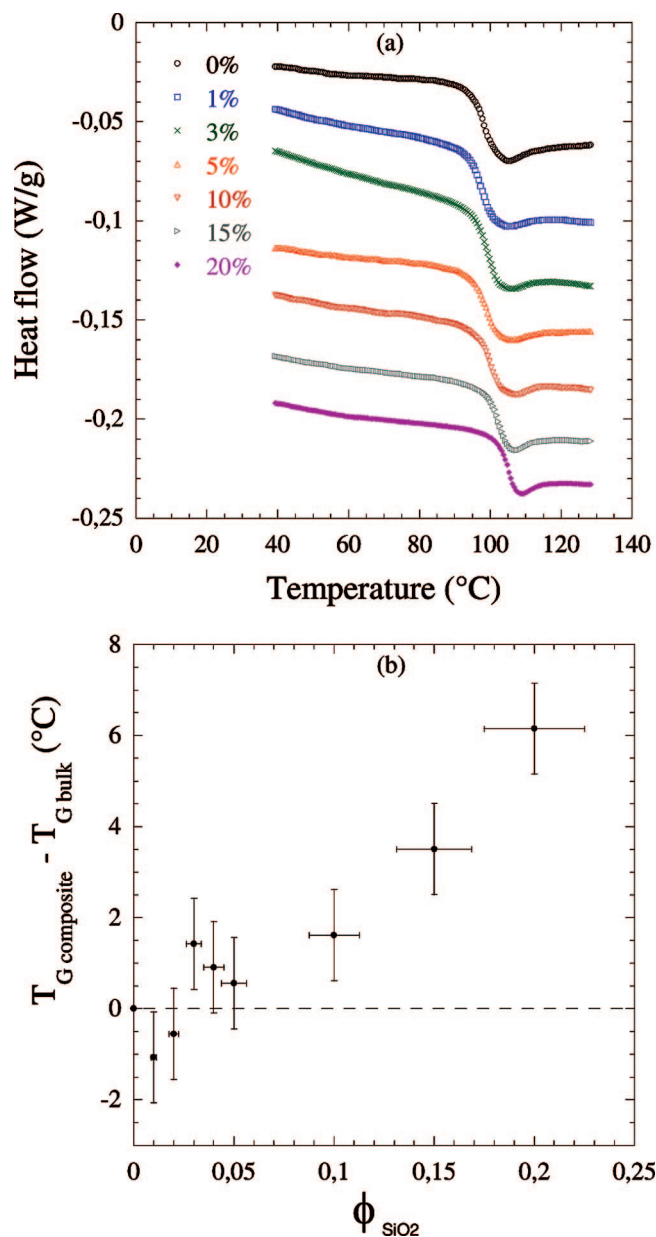 (a)
0
-0,05
-0,1
-0,15
-0,2
-0,25
Heat flow (W/g)
0%
1%
3%
5%
10%
15%
20%
0 20 40 60 80 100 120 140
Temperature (°C)
(b)
8
6
4
2
0
-2
T G composite - T G bulk (°C)
0 0,05 0,1 0,15 0,2 0,25
ϕ SiO2